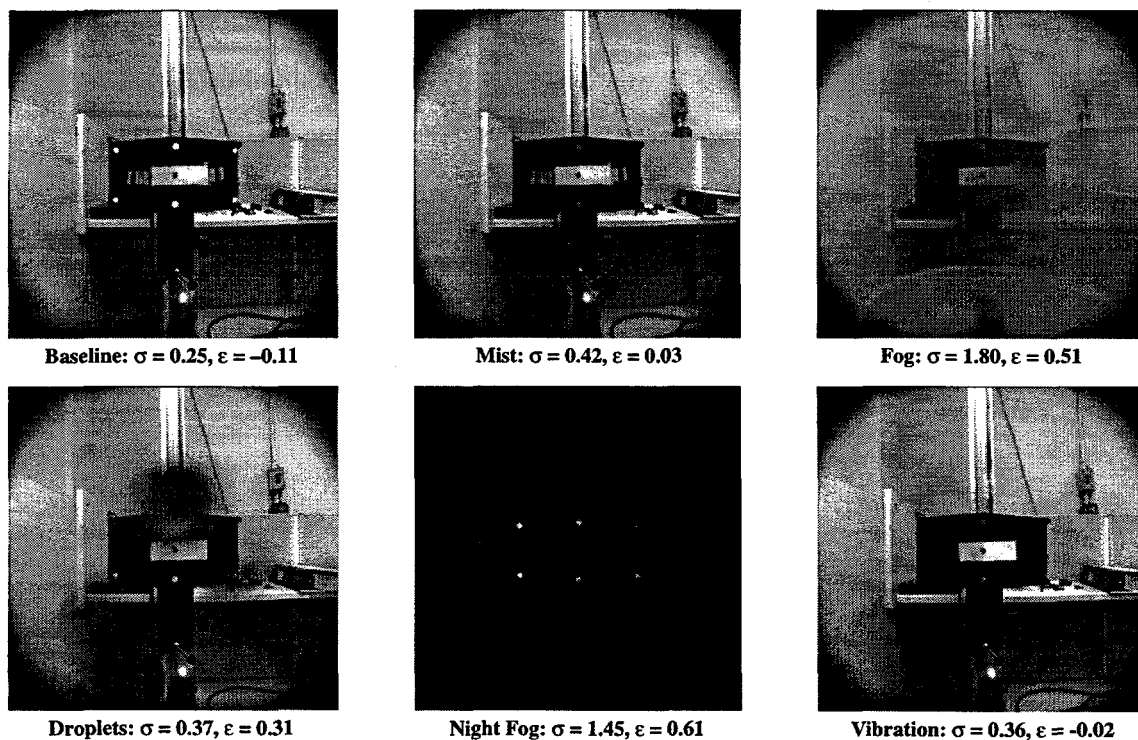 Baseline: σ = 0.25, ε = –0.11
Mist: σ = 0.42, ε = 0.03
Fog: σ = 1.80, ε = 0.51
Droplets: σ = 0.37, ε = 0.31
Night Fog: σ = 1.45, ε = 0.61
Vibration: σ = 0.36, ε = -0.02